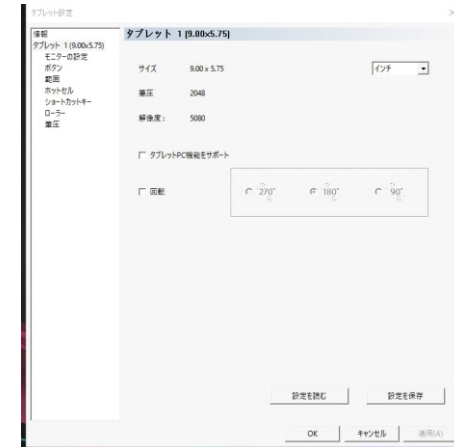 タブレット設定
情報
タブレット 1 (9.00x5.75)
モニターの設定
ボタン
範囲
ホットセル
ショートカットキー
ローラー
筆圧
タブレット 1 (9.00x5.75)
サイズ 9.00 x 5.75 インチ
筆圧 2048
解像度： 5080
タブレットPC機能をサポート
回転 270° 180° 90°
設定を読む 設定を保存
OK キャンセル 適用(A)